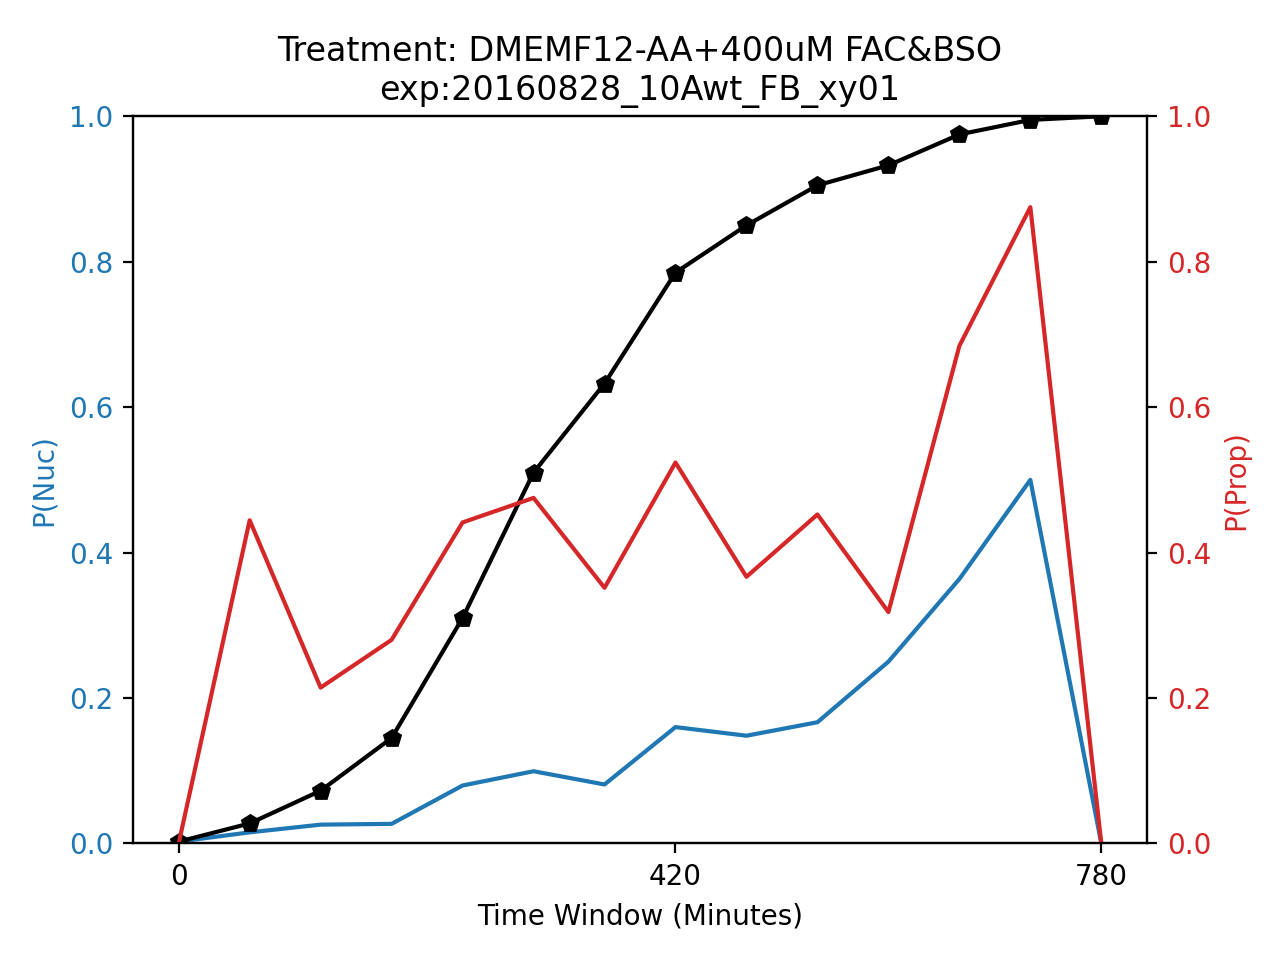 Treatment: DMEMF12-AA+400uM FAC&BSO
exp:20160828_10Awt_FB_xy01
1.0
0.8
0.6
0.4
0.2
0.0
P(Nuc)
1.0
0.8
0.6
0.4
0.2
0.0
P(Prop)
0 420 780
Time Window (Minutes)